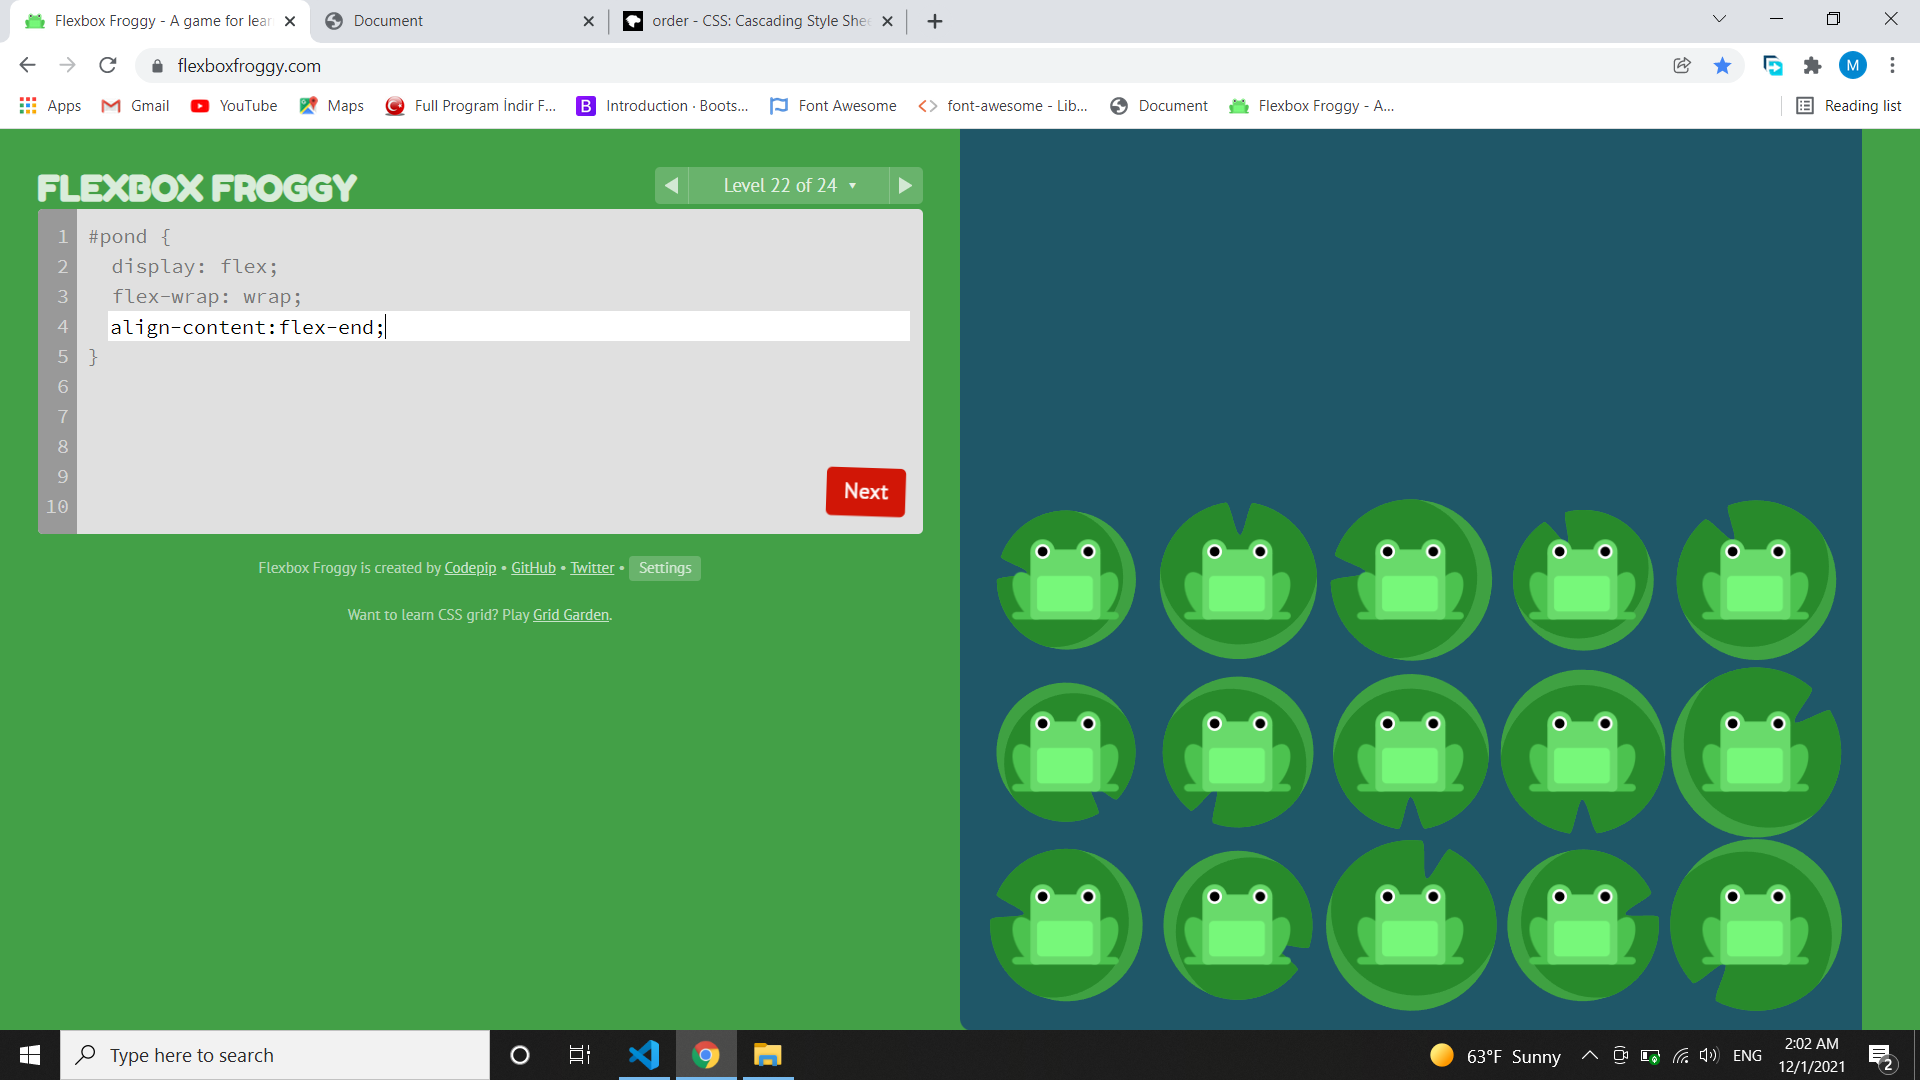 Flexbox Froggy - A game for lear
Document
order - CSS: Cascading Style Shee
flexboxfroggy.com
M
Apps
Gmail
YouTube
Maps
Full Program İndir F...
B
Introduction · Boots...
Font Awesome
font-awesome - Lib...
Document
Flexbox Froggy - A...
Reading list
FLEXBOX FROGGY
Level 22 of 24
1 #pond {
2 display: flex;
3 flex-wrap: wrap;
4 align-content:flex-end;
5 }
6
7
8
9
10
Next
Flexbox Froggy is created by Codepip • GitHub • Twitter • Settings
Want to learn CSS grid? Play Grid Garden.
Type here to search
63°F Sunny
ENG
2:02 AM
12/1/2021
2